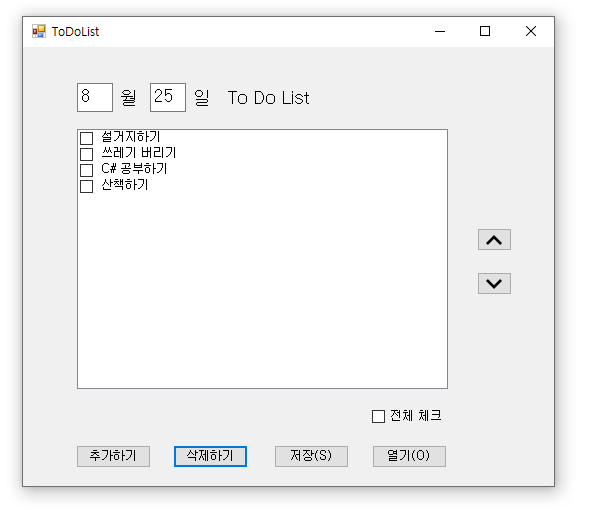 ToDoList
8 월 25 일 To Do List
설거지하기
쓰레기 버리기
C# 공부하기
산책하기
전체 체크
추가하기 삭제하기 저장(S) 열기(O)